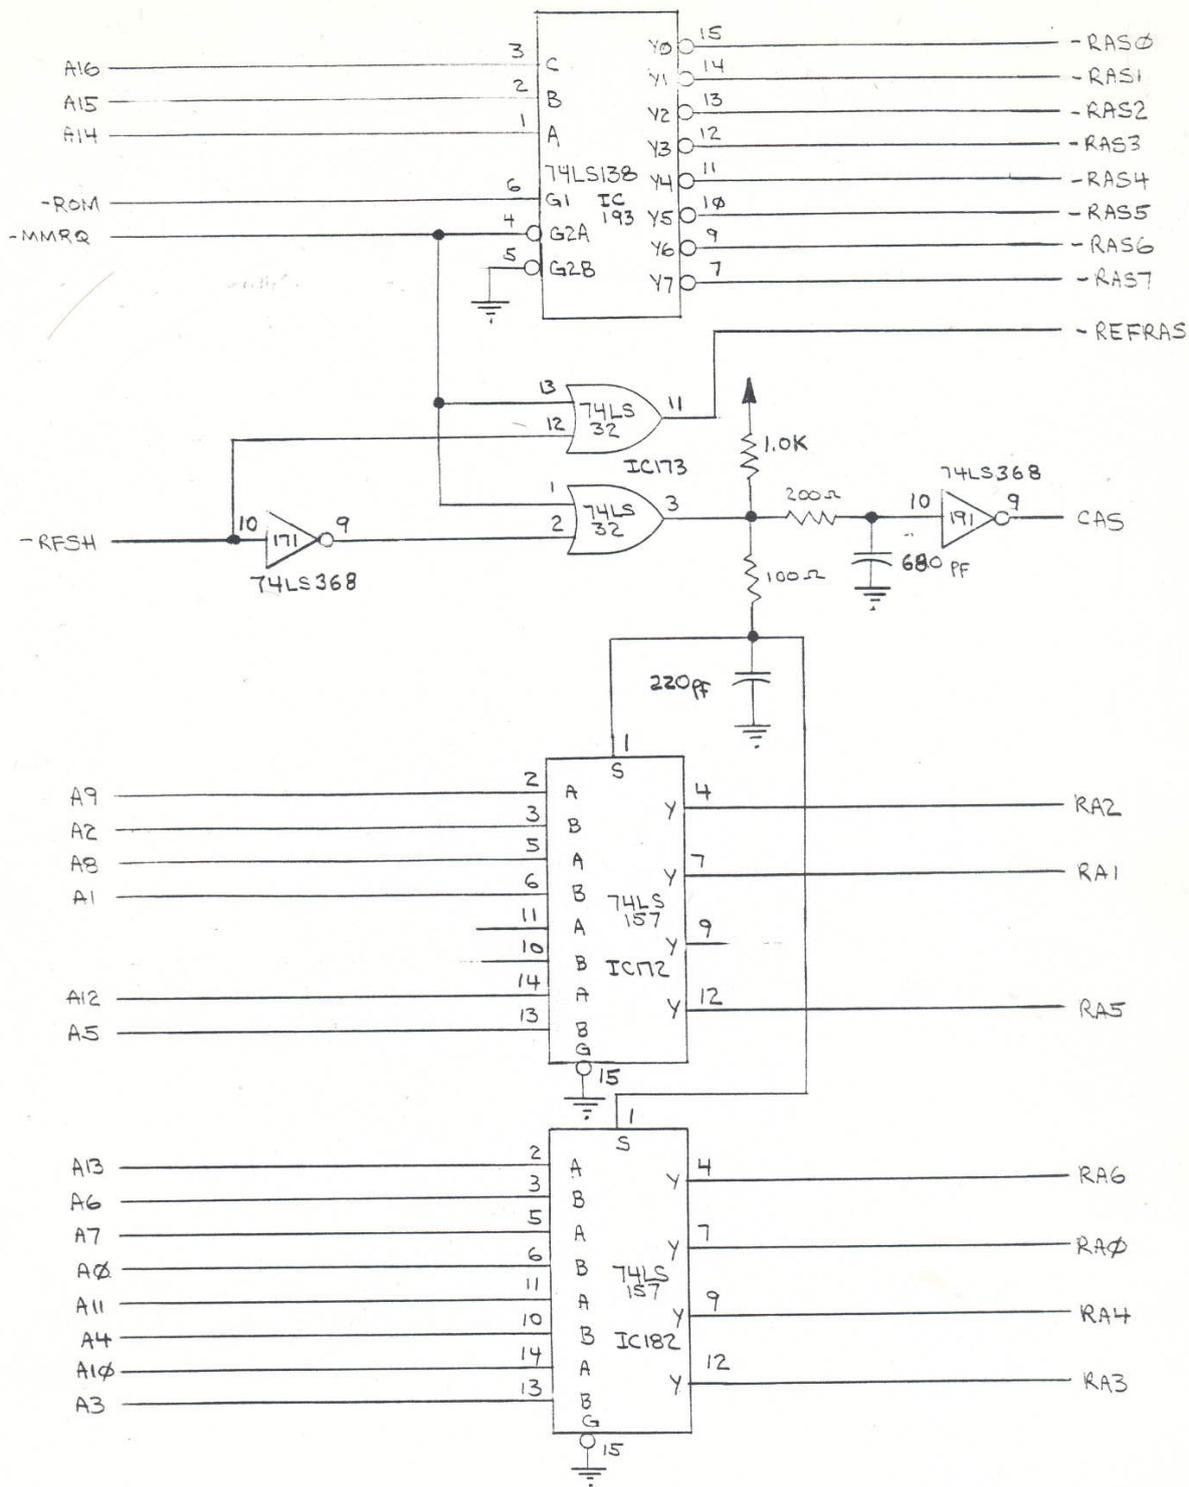 A16 3 C YØ 15 -RASØ
A15 2 B Y1 14 -RAS1
A14 1 A Y2 13 -RAS2
Y3 12 -RAS3
74LS138
-ROM 6 G1 IC Y4 11 -RAS4
193 Y5 1Ø -RAS5
-MMRQ 4 G2A Y6 9 -RAS6
5 G2B Y7 7 -RAS7
-REFRAS
13 74LS 11
12 32
1.0K
IC173 74LS368
1 74LS 3 200Ω 10 191 9 CAS
2 32
-RFSH 10 171 9
74LS368
100Ω 680 PF
220PF
1
S
A9 2 A Y 4 RA2
A2 3 B
A8 5 A Y 7 RA1
A1 6 B 74LS
157
11 A Y 9
10 B IC172
A12 14 A Y 12 RA5
A5 13 B
G
15
1
S
A13 2 A Y 4 RA6
A6 3 B
A7 5 A Y 7 RAØ
AØ 6 B 74LS
157
A11 11 A Y 9 RA4
A4 10 B IC182
A1Ø 14 A Y 12 RA3
A3 13 B
G
15